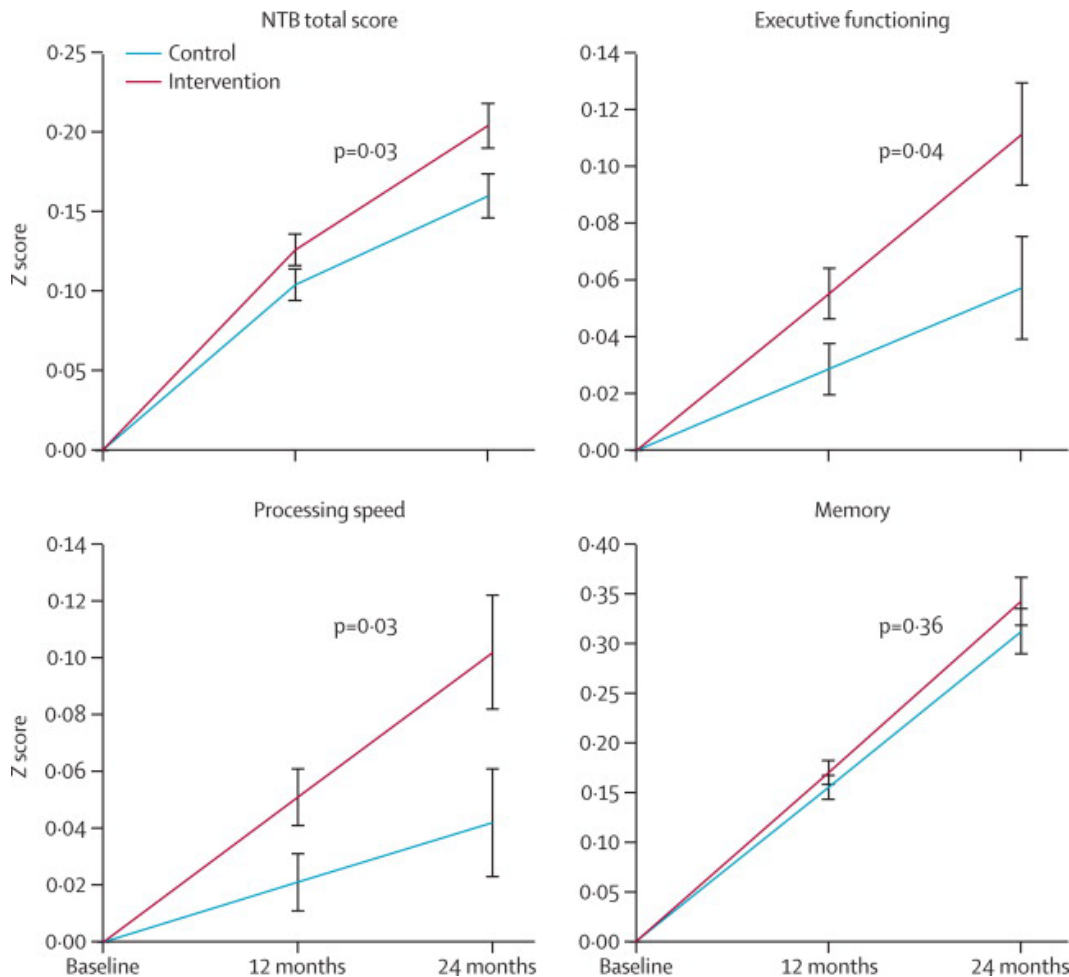 NTB total score
0·25
0·20
0·15
0·10
0·05
0·00
Z score
Control
Intervention
p=0·03
Executive functioning
0·14
0·12
0·10
0·08
0·06
0·04
0·02
0·00
p=0·04
Processing speed
0·14
0·12
0·10
0·08
0·06
0·04
0·02
0·00
Z score
p=0·03
Baseline
12 months
24 months
Memory
0·40
0·35
0·30
0·25
0·20
0·15
0·10
0·05
0·00
p=0·36
Baseline
12 months
24 months